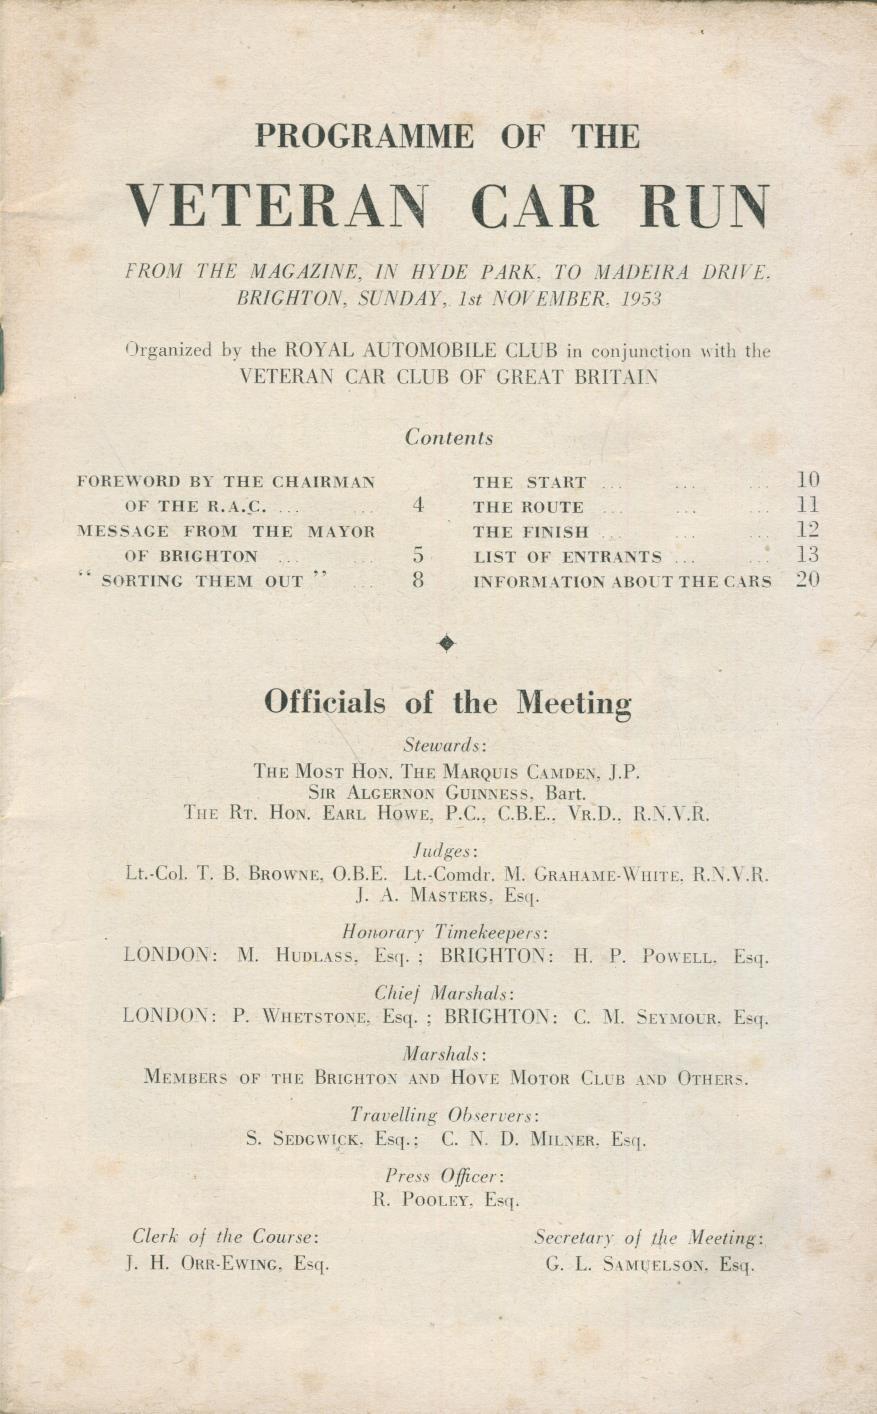 PROGRAMME OF THE
VETERAN CAR RUN
FROM THE MAGAZINE, IN HYDE PARK, TO MADEIRA DRIVE,
BRIGHTON, SUNDAY, 1st NOVEMBER, 1953
Organized by the ROYAL AUTOMOBILE CLUB in conjunction with the
VETERAN CAR CLUB OF GREAT BRITAIN
Contents
FOREWORD BY THE CHAIRMAN
OF THE R.A.C. ... ... 4
MESSAGE FROM THE MAYOR
OF BRIGHTON ... ... 5
“ SORTING THEM OUT ” ... 8
THE START ... ... ... 10
THE ROUTE ... ... ... 11
THE FINISH ... ... ... 12
LIST OF ENTRANTS ... ... 13
INFORMATION ABOUT THE CARS 20
Officials of the Meeting
Stewards:
THE MOST HON. THE MARQUIS CAMDEN, J.P.
SIR ALGERNON GUINNESS, Bart.
THE RT. HON. EARL HOWE, P.C., C.B.E., VR.D., R.N.V.R.
Judges:
Lt.-Col. T. B. BROWNE, O.B.E. Lt.-Comdr. M. GRAHAME-WHITE, R.N.V.R.
J. A. MASTERS, Esq.
Honorary Timekeepers:
LONDON: M. HUDLASS, Esq. ; BRIGHTON: H. P. POWELL, Esq.
Chief Marshals:
LONDON: P. WHETSTONE, Esq. ; BRIGHTON: C. M. SEYMOUR, Esq.
Marshals:
MEMBERS OF THE BRIGHTON AND HOVE MOTOR CLUB AND OTHERS.
Travelling Observers:
S. SEDGWICK, Esq.; C. N. D. MILNER, Esq.
Press Officer:
R. POOLEY, Esq.
Clerk of the Course:
J. H. ORR-EWING, Esq.
Secretary of the Meeting:
G. L. SAMUELSON, Esq.